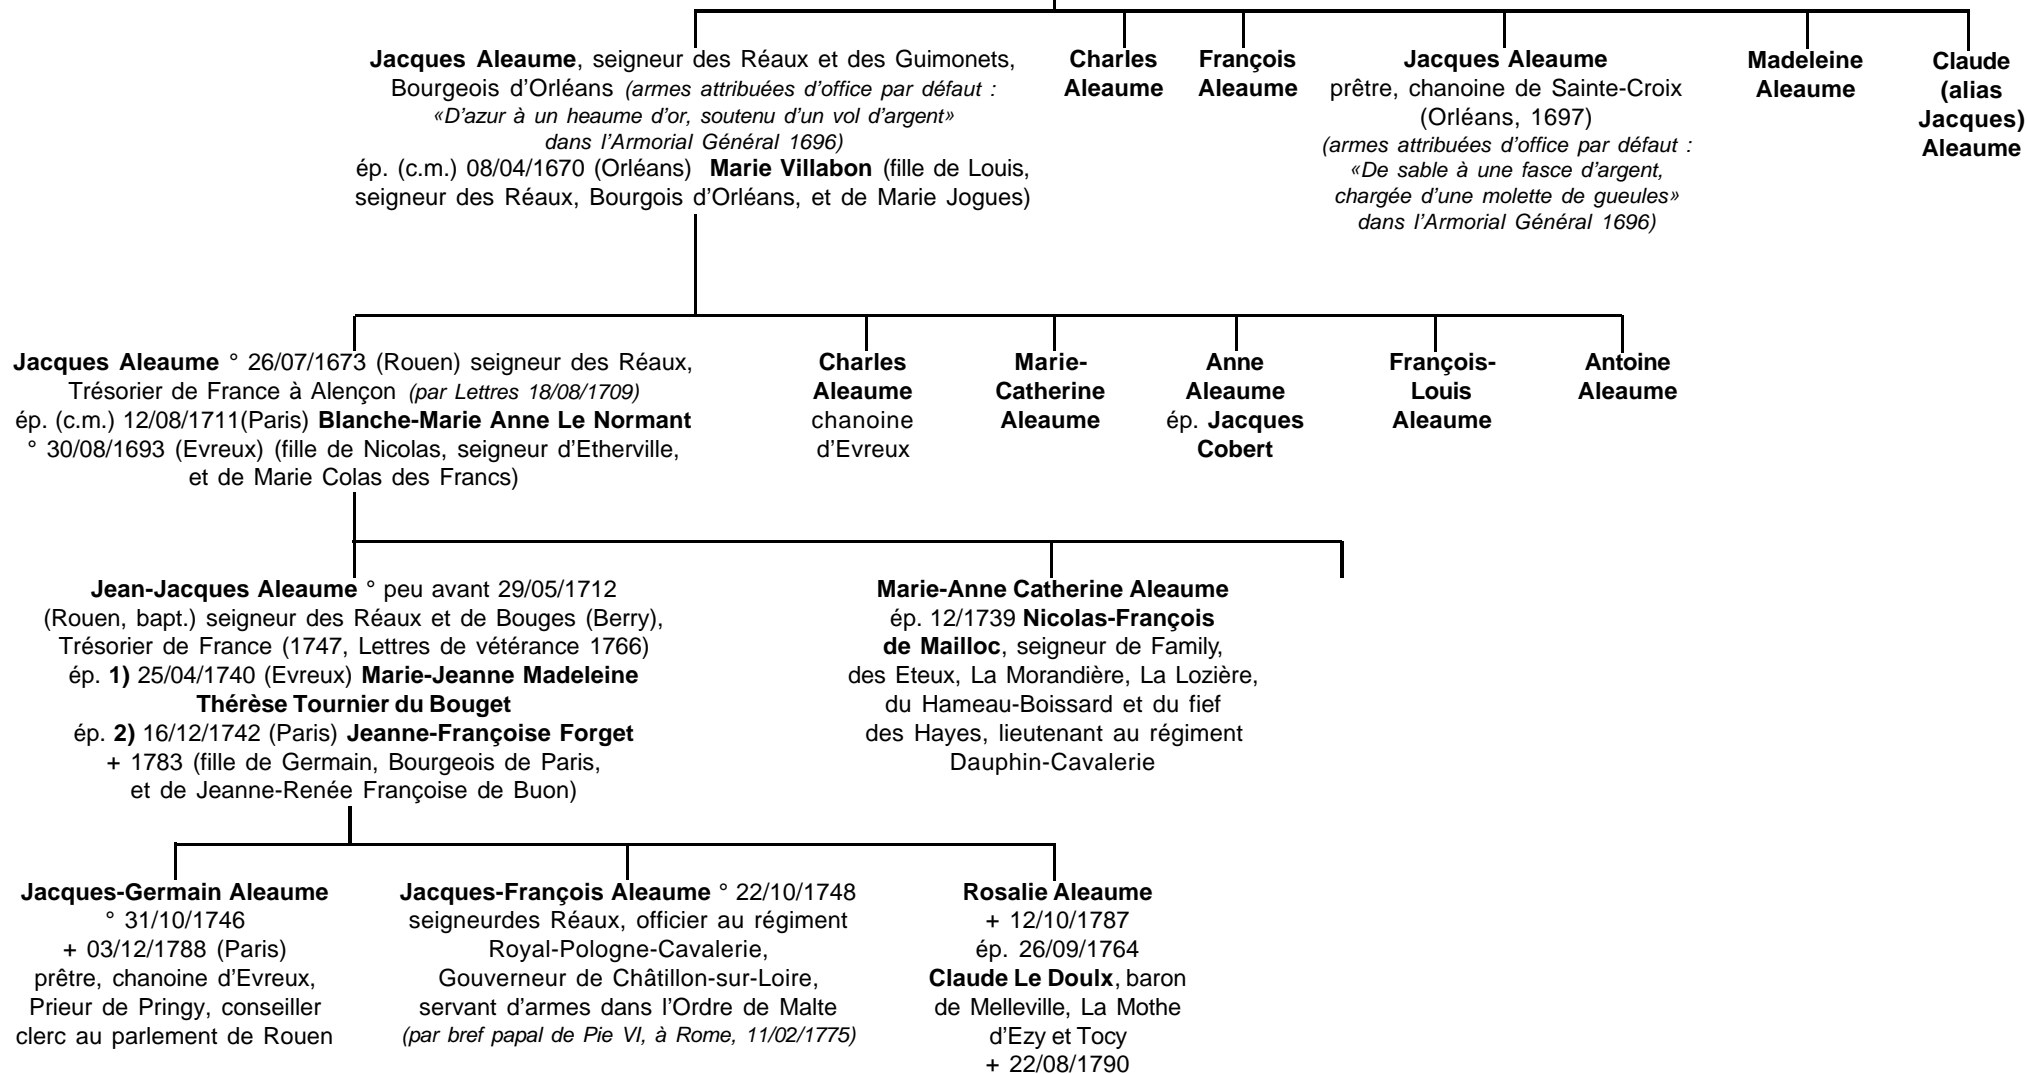 Jacques Aleaume, seigneur des Réaux et des Guimonets,
Bourgeois d'Orléans (armes attribuées d'office par défaut :
«D'azur à un heaume d'or, soutenu d'un vol d'argent»
dans l'Armorial Général 1696)
ép. (c.m.) 08/04/1670 (Orléans) Marie Villabon (fille de Louis,
seigneur des Réaux, Bourgois d'Orléans, et de Marie Jogues)
Charles
Aleaume
François
Aleaume
Jacques Aleaume
prêtre, chanoine de Sainte-Croix
(Orléans, 1697)
(armes attribuées d'office par défaut :
«De sable à une fasce d'argent,
chargée d'une molette de gueules»
dans l'Armorial Général 1696)
Madeleine
Aleaume
Claude
(alias
Jacques)
Aleaume
Jacques Aleaume ° 26/07/1673 (Rouen) seigneur des Réaux,
Trésorier de France à Alençon (par Lettres 18/08/1709)
ép. (c.m.) 12/08/1711(Paris) Blanche-Marie Anne Le Normant
° 30/08/1693 (Evreux) (fille de Nicolas, seigneur d'Etherville,
et de Marie Colas des Francs)
Charles
Aleaume
chanoine
d'Evreux
Marie-
Catherine
Aleaume
Anne
Aleaume
ép. Jacques
Cobert
François-
Louis
Aleaume
Antoine
Aleaume
Jean-Jacques Aleaume ° peu avant 29/05/1712
(Rouen, bapt.) seigneur des Réaux et de Bouges (Berry),
Trésorier de France (1747, Lettres de vétérance 1766)
ép. 1) 25/04/1740 (Evreux) Marie-Jeanne Madeleine
Thérèse Tournier du Bouget
ép. 2) 16/12/1742 (Paris) Jeanne-Françoise Forget
+ 1783 (fille de Germain, Bourgeois de Paris,
et de Jeanne-Renée Françoise de Buon)
Marie-Anne Catherine Aleaume
ép. 12/1739 Nicolas-François
de Mailloc, seigneur de Family,
des Eteux, La Morandière, La Lozière,
du Hameau-Boissard et du fief
des Hayes, lieutenant au régiment
Dauphin-Cavalerie
Jacques-Germain Aleaume
° 31/10/1746
+ 03/12/1788 (Paris)
prêtre, chanoine d'Evreux,
Prieur de Pringy, conseiller
clerc au parlement de Rouen
Jacques-François Aleaume ° 22/10/1748
seigneurdes Réaux, officier au régiment
Royal-Pologne-Cavalerie,
Gouverneur de Châtillon-sur-Loire,
servant d'armes dans l'Ordre de Malte
(par bref papal de Pie VI, à Rome, 11/02/1775)
Rosalie Aleaume
+ 12/10/1787
ép. 26/09/1764
Claude Le Doulx, baron
de Melleville, La Mothe
d'Ezy et Tocy
+ 22/08/1790